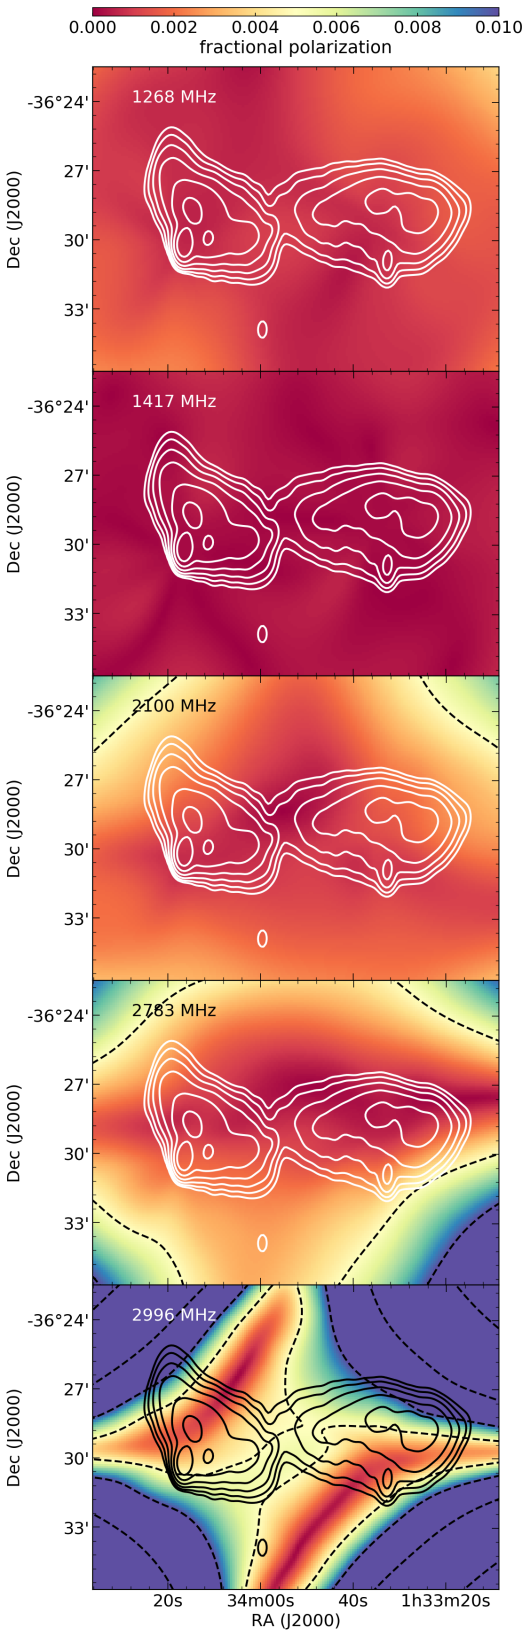 0.000 0.002 0.004 0.006 0.008 0.010
fractional polarization
1268 MHz
-36°24'
27'
30'
33'
Dec (J2000)
1417 MHz
-36°24'
27'
30'
33'
Dec (J2000)
2100 MHz
-36°24'
27'
30'
33'
Dec (J2000)
2783 MHz
-36°24'
27'
30'
33'
Dec (J2000)
2996 MHz
-36°24'
27'
30'
33'
Dec (J2000)
20s 34m00s 40s 1h33m20s
RA (J2000)